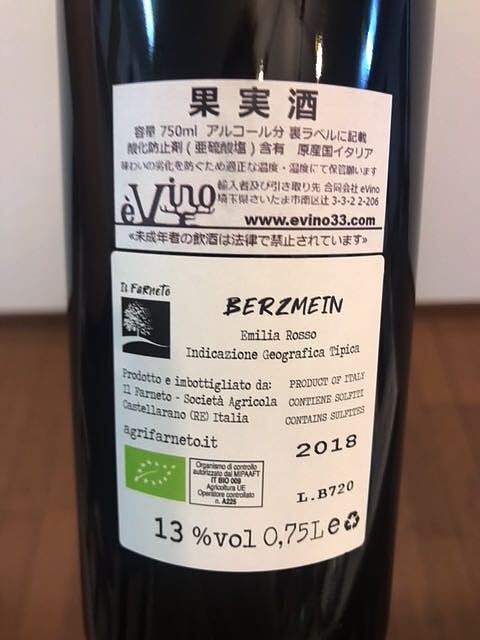 果実酒
容量 750ml アルコール分 裏ラベルに記載
酸化防止剤(亜硫酸塩)含有 原産国イタリア
味わいの劣化を防ぐため適正な温度・湿度にて保管願います
èVino
輸入者及び引き取り先 合同会社 eVino
埼玉県さいたま市南区辻 3-3-2 2-206
www.evino33.com
«未成年者の飲酒は法律で禁止されています»
IL FARNETO
BERZMEIN
Emilia Rosso
Indicazione Geografica Tipica
Prodotto e imbottigliato da:
Il Farneto - Società Agricola
Castellarano (RE) Italia
agrifarneto.it
PRODUCT OF ITALY
CONTIENE SOLFITI
CONTAINS SULFITES
2018
Organismo di controllo
autorizzato dal MIPAAFT
IT BIO 009
Agricoltura UE
Operatore controllato
n. A225
L.B720
13 %vol 0,75L e